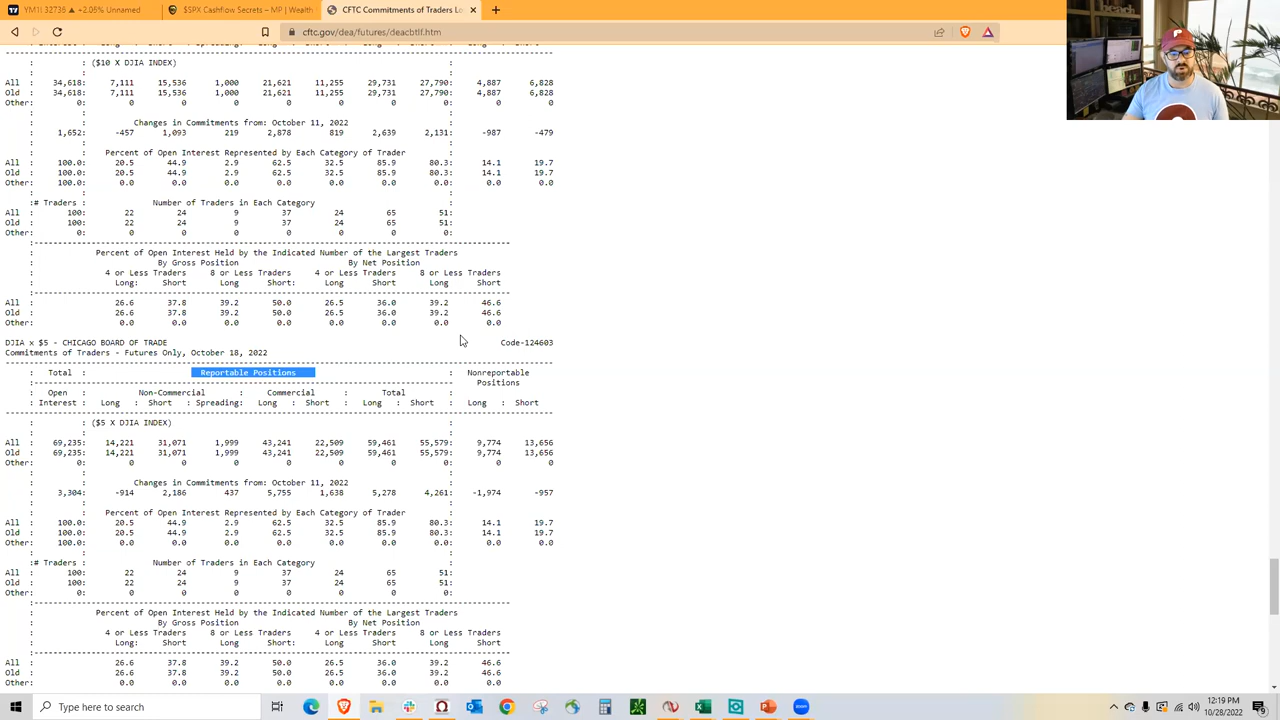 YM1! 32736 ▲ +2.05% Unnamed
$SPX Cashflow Secrets – MP | Wealth
CFTC Commitments of Traders Lo
cftc.gov/dea/futures/deacbtlf.htm
: : ($10 X DJIA INDEX) :
: : :
All : 34,618: 7,111 15,536 1,000 21,621 11,255 29,731 27,790: 4,887 6,828
Old : 34,618: 7,111 15,536 1,000 21,621 11,255 29,731 27,790: 4,887 6,828
Other: 0: 0 0 0 0 0 0 0: 0 0
: : :
: : Changes in Commitments from: October 11, 2022 :
: 1,652: -457 1,093 219 2,878 819 2,639 2,131: -987 -479
: : :
: : Percent of Open Interest Represented by Each Category of Trader :
All : 100.0: 20.5 44.9 2.9 62.5 32.5 85.9 80.3: 14.1 19.7
Old : 100.0: 20.5 44.9 2.9 62.5 32.5 85.9 80.3: 14.1 19.7
Other: 100.0: 0.0 0.0 0.0 0.0 0.0 0.0 0.0: 0.0 0.0
: : :
:# Traders : Number of Traders in Each Category :
All : 100: 22 24 9 37 24 65 51:
Old : 100: 22 24 9 37 24 65 51:
Other: 0: 0 0 0 0 0 0 0:
: Percent of Open Interest Held by the Indicated Number of the Largest Traders
: By Gross Position By Net Position
: 4 or Less Traders 8 or Less Traders 4 or Less Traders 8 or Less Traders
: Long: Short Long Short: Long Short Long Short
All : 26.6 37.8 39.2 50.0 26.5 36.0 39.2 46.6
Old : 26.6 37.8 39.2 50.0 26.5 36.0 39.2 46.6
Other: 0.0 0.0 0.0 0.0 0.0 0.0 0.0 0.0
DJIA x $5 - CHICAGO BOARD OF TRADE Code-124603
Commitments of Traders - Futures Only, October 18, 2022
: Total : Reportable Positions : Nonreportable
Positions
: Open : Non-Commercial : Commercial : Total :
: Interest : Long : Short : Spreading: Long : Short : Long : Short : Long : Short
: : ($5 X DJIA INDEX) :
: : :
All : 69,235: 14,221 31,071 1,999 43,241 22,509 59,461 55,579: 9,774 13,656
Old : 69,235: 14,221 31,071 1,999 43,241 22,509 59,461 55,579: 9,774 13,656
Other: 0: 0 0 0 0 0 0 0: 0 0
: : :
: : Changes in Commitments from: October 11, 2022 :
: 3,304: -914 2,186 437 5,755 1,638 5,278 4,261: -1,974 -957
: : :
: : Percent of Open Interest Represented by Each Category of Trader :
All : 100.0: 20.5 44.9 2.9 62.5 32.5 85.9 80.3: 14.1 19.7
Old : 100.0: 20.5 44.9 2.9 62.5 32.5 85.9 80.3: 14.1 19.7
Other: 100.0: 0.0 0.0 0.0 0.0 0.0 0.0 0.0: 0.0 0.0
: : :
:# Traders : Number of Traders in Each Category :
All : 100: 22 24 9 37 24 65 51:
Old : 100: 22 24 9 37 24 65 51:
Other: 0: 0 0 0 0 0 0 0:
: Percent of Open Interest Held by the Indicated Number of the Largest Traders
: By Gross Position By Net Position
: 4 or Less Traders 8 or Less Traders 4 or Less Traders 8 or Less Traders
: Long: Short Long Short: Long Short Long Short
All : 26.6 37.8 39.2 50.0 26.5 36.0 39.2 46.6
Old : 26.6 37.8 39.2 50.0 26.5 36.0 39.2 46.6
Other: 0.0 0.0 0.0 0.0 0.0 0.0 0.0 0.0
Type here to search
12:19 PM
10/28/2022